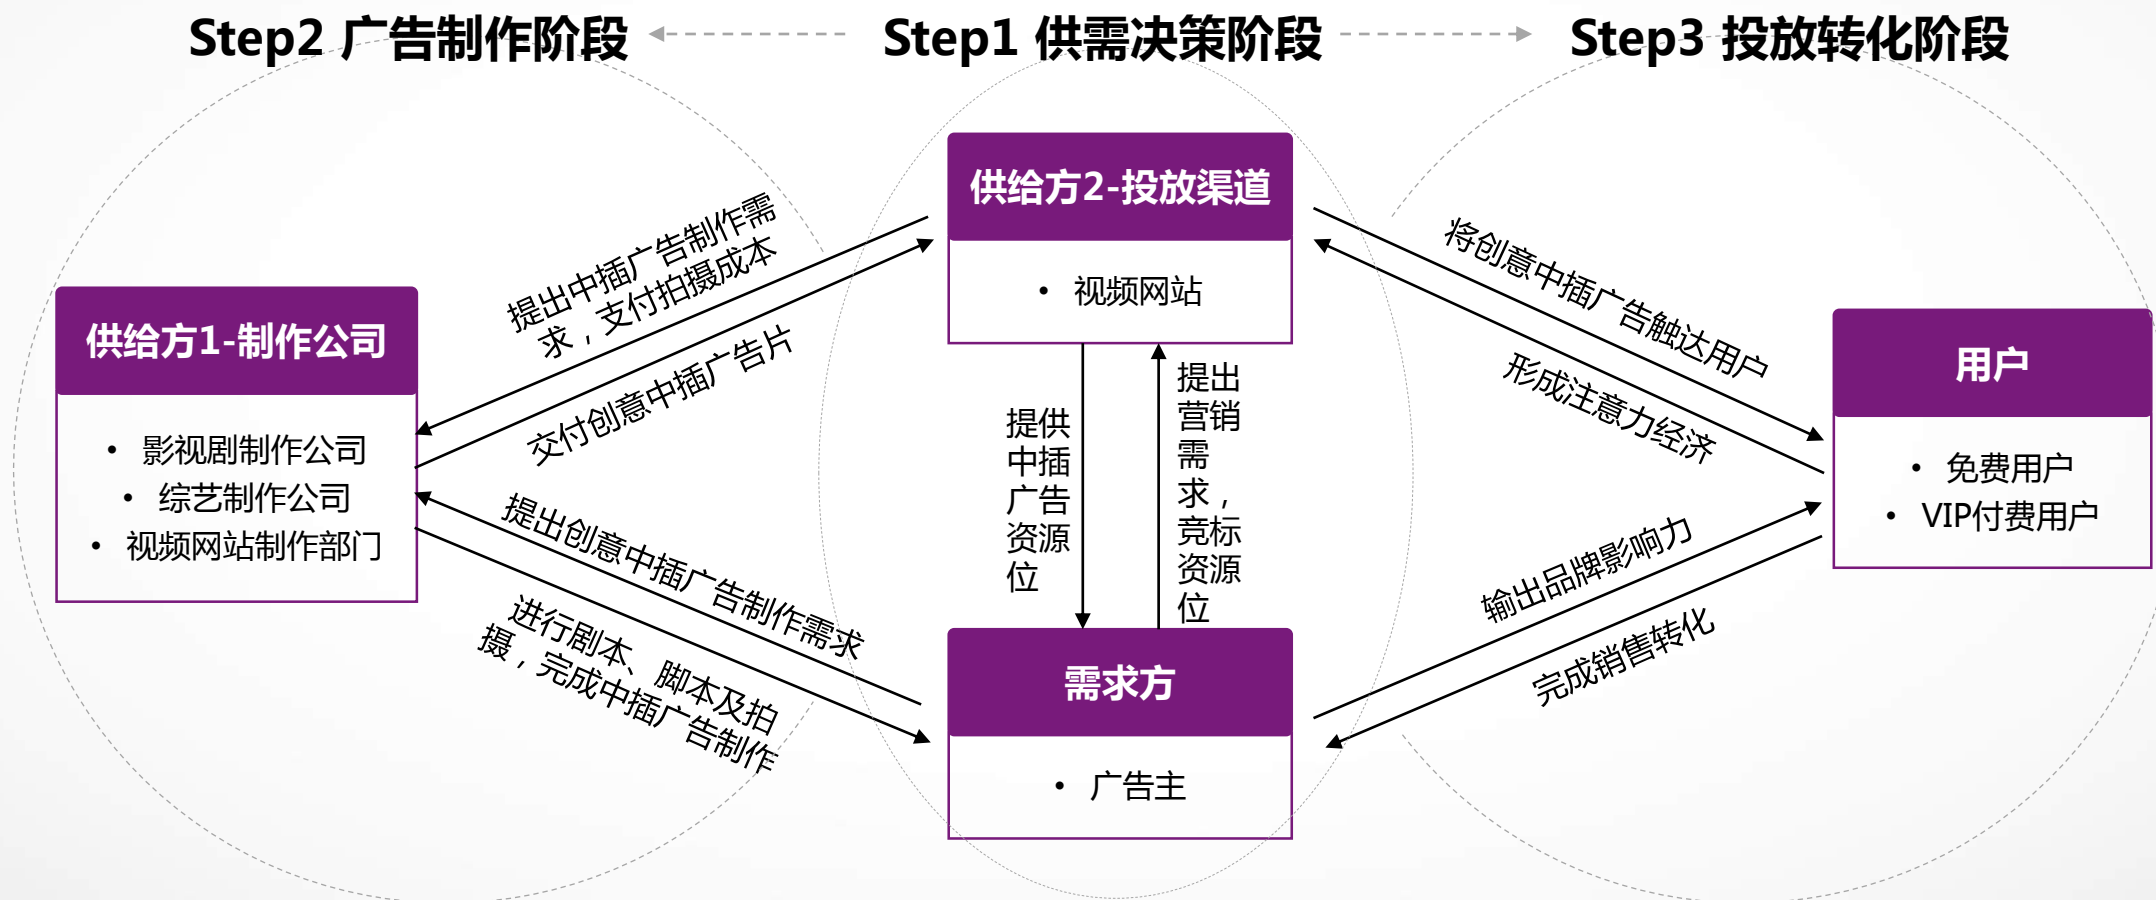 Step2 广告制作阶段
Step1 供需决策阶段
Step3 投放转化阶段
供给方1-制作公司
• 影视剧制作公司
• 综艺制作公司
• 视频网站制作部门
提出中插广告制作需
求，支付拍摄成本
交付创意中插广告片
提出创意中插广告制作需求
进行剧本、脚本及拍
摄，完成中插广告制作
供给方2-投放渠道
• 视频网站
提供
中插
广告
资源
位
提出
营销
需
求，
竞标
资源
位
需求方
• 广告主
将创意中插广告触达用户
形成注意力经济
输出品牌影响力
完成销售转化
用户
• 免费用户
• VIP付费用户